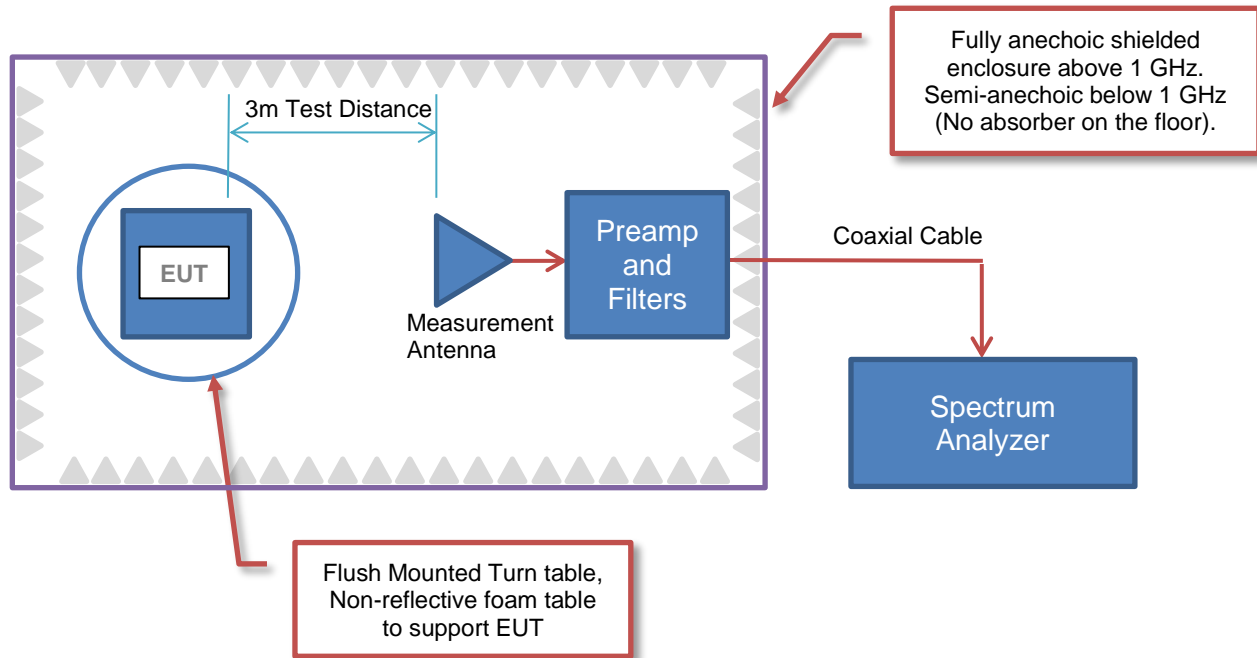 Fully anechoic shielded
enclosure above 1 GHz.
Semi-anechoic below 1 GHz
(No absorber on the floor).
3m Test Distance
EUT
Measurement
Antenna
Preamp
and
Filters
Coaxial Cable
Spectrum
Analyzer
Flush Mounted Turn table,
Non-reflective foam table
to support EUT